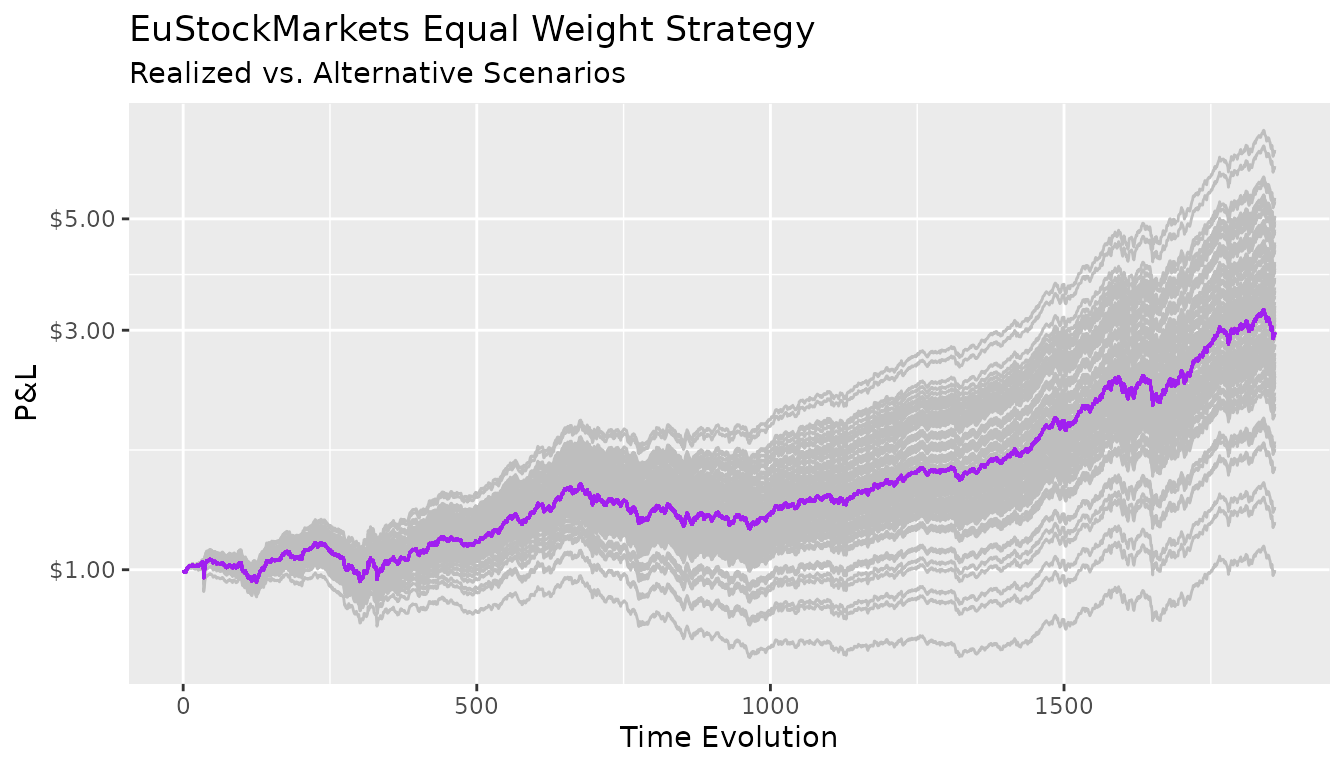 EuStockMarkets Equal Weight Strategy
Realized vs. Alternative Scenarios
P&L
$5.00
$3.00
$1.00
0 500 1000 1500
Time Evolution